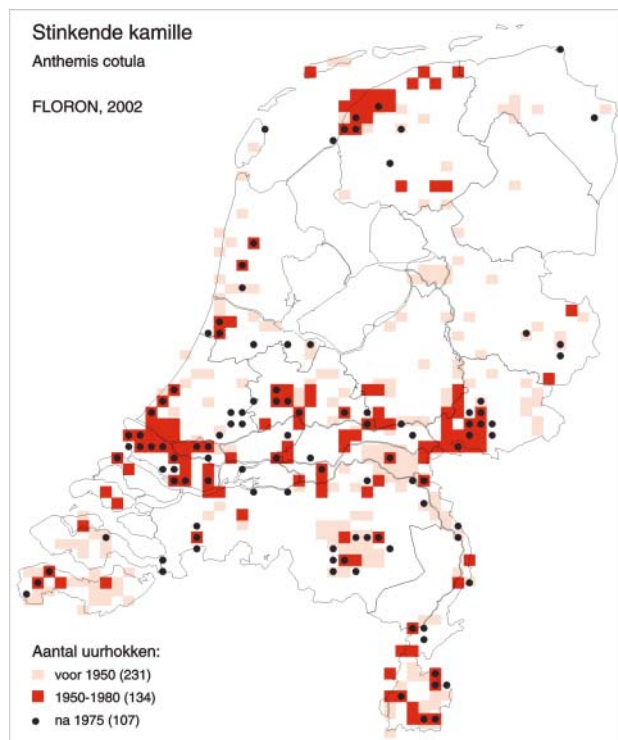 Stinkende kamille
Anthemis cotula
FLORON, 2002
Aantal uurhokken:
voor 1950 (231)
1950-1980 (134)
na 1975 (107)